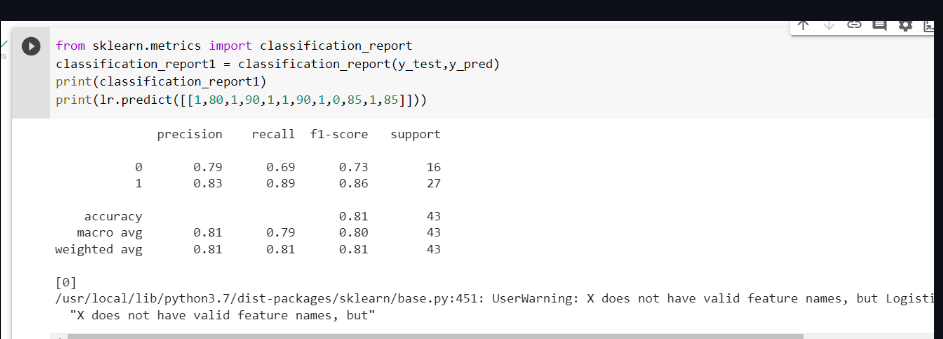 from sklearn.metrics import classification_report
classification_report1 = classification_report(y_test,y_pred)
print(classification_report1)
print(lr.predict([[1,80,1,90,1,1,90,1,0,85,1,85]]))
precision recall f1-score support
0 0.79 0.69 0.73 16
1 0.83 0.89 0.86 27
accuracy 0.81 43
macro avg 0.81 0.79 0.80 43
weighted avg 0.81 0.81 0.81 43
[0]
/usr/local/lib/python3.7/dist-packages/sklearn/base.py:451: UserWarning: X does not have valid feature names, but Logisti
"X does not have valid feature names, but"